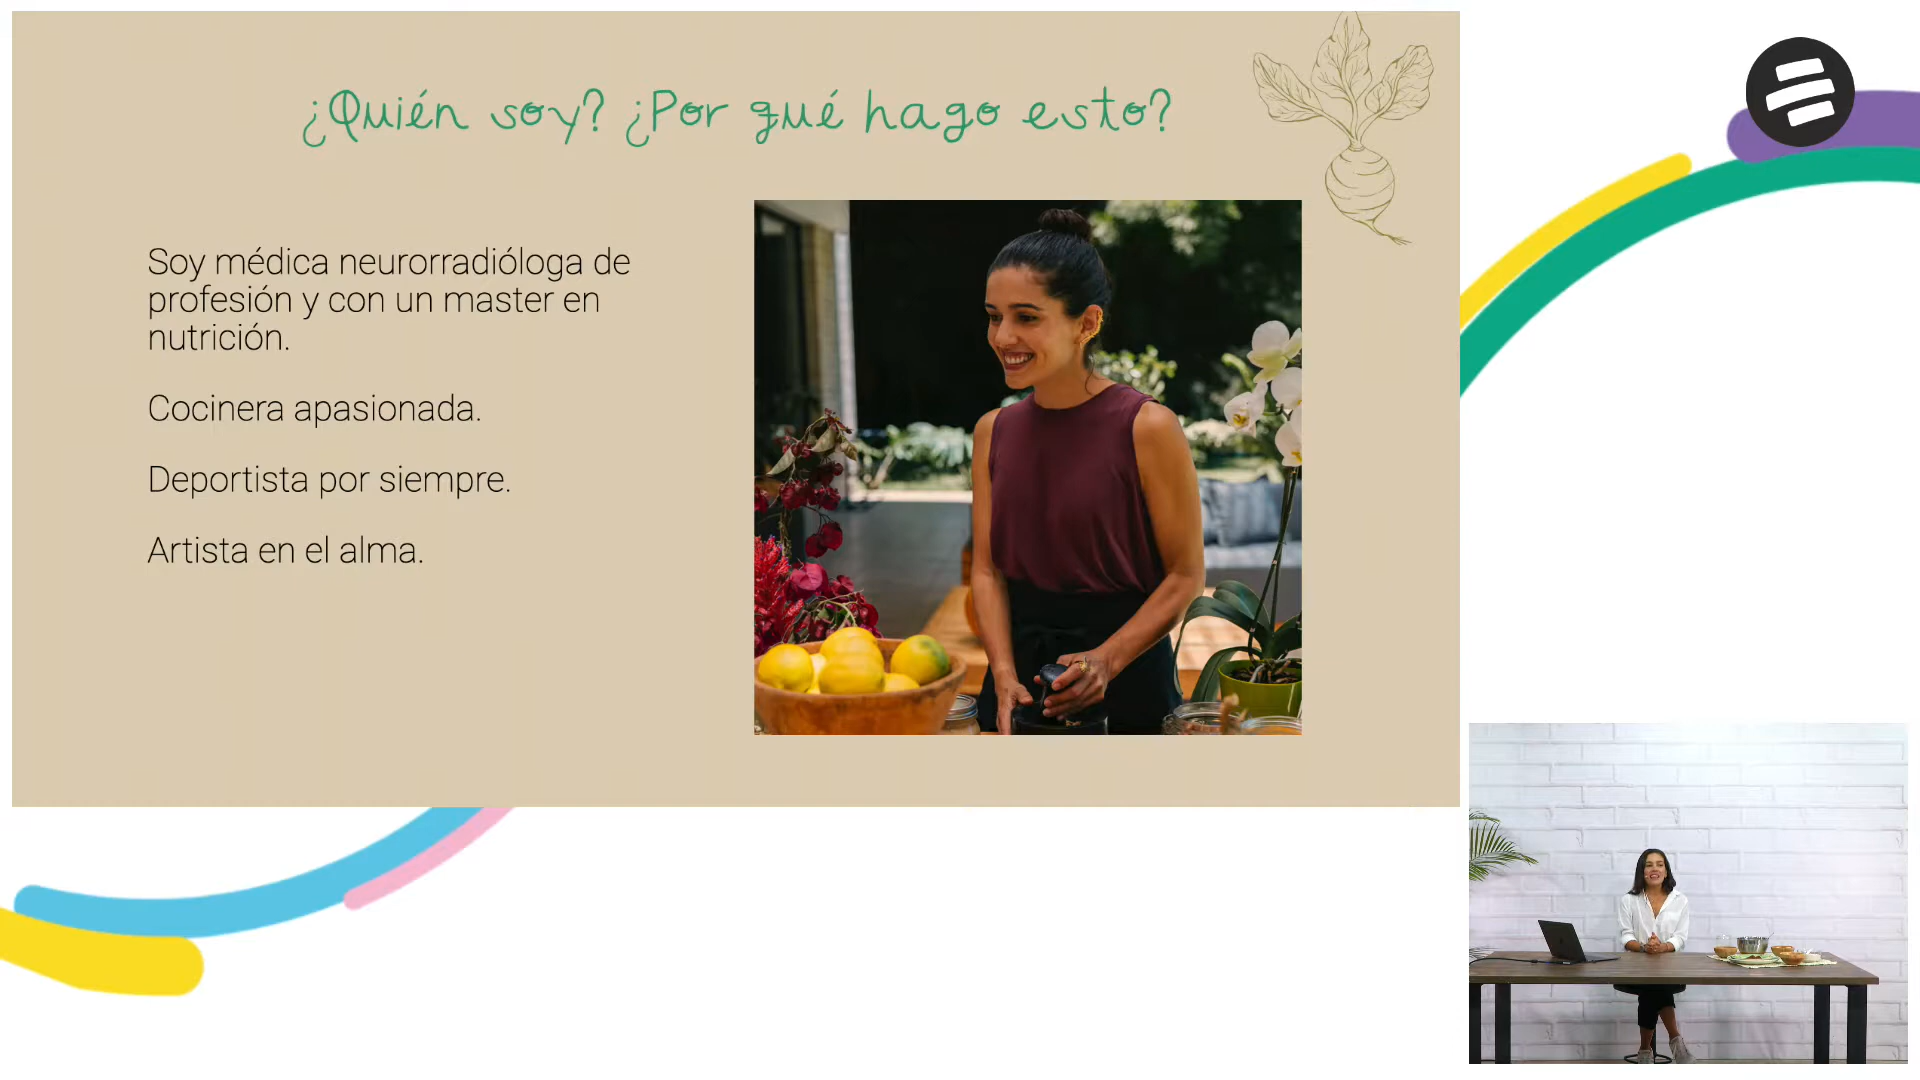 ¿Quién soy? ¿Por qué hago esto?
Soy médica neurorradióloga de
profesión y con un master en
nutrición.
Cocinera apasionada.
Deportista por siempre.
Artista en el alma.